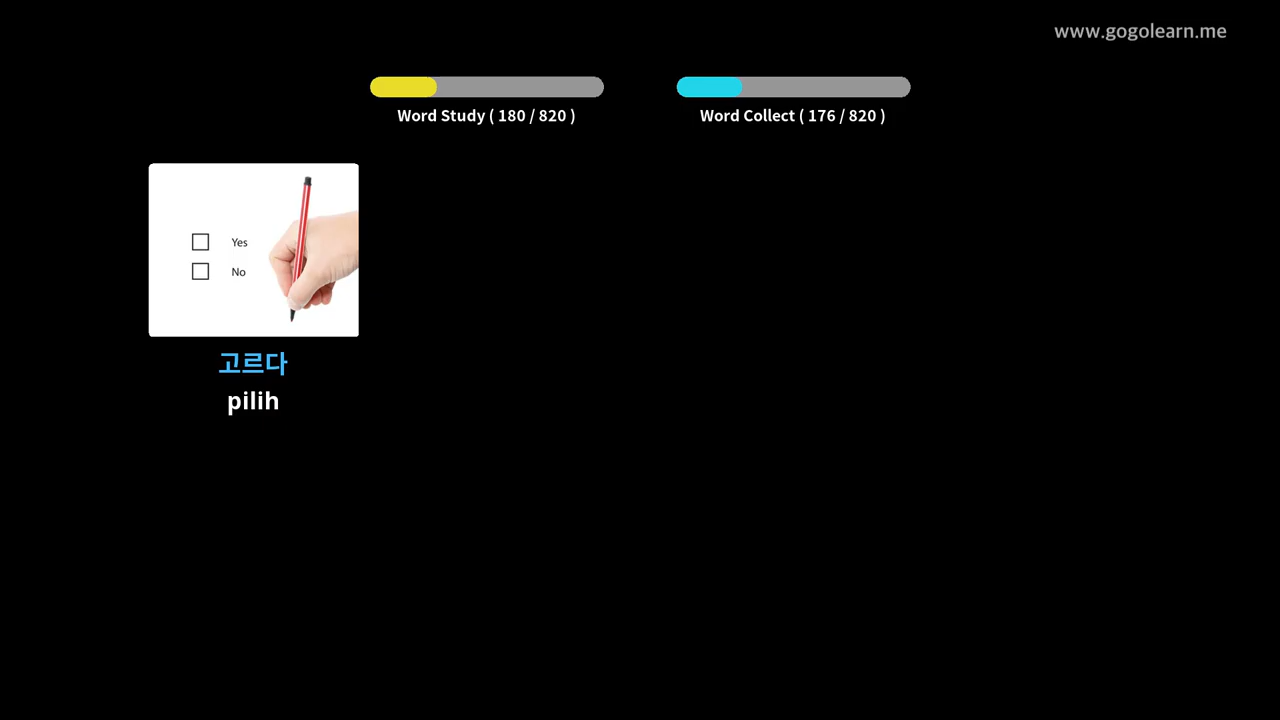 www.gogolearn.me
Word Study ( 180 / 820 )
Word Collect ( 176 / 820 )
Yes
No
고르다
pilih